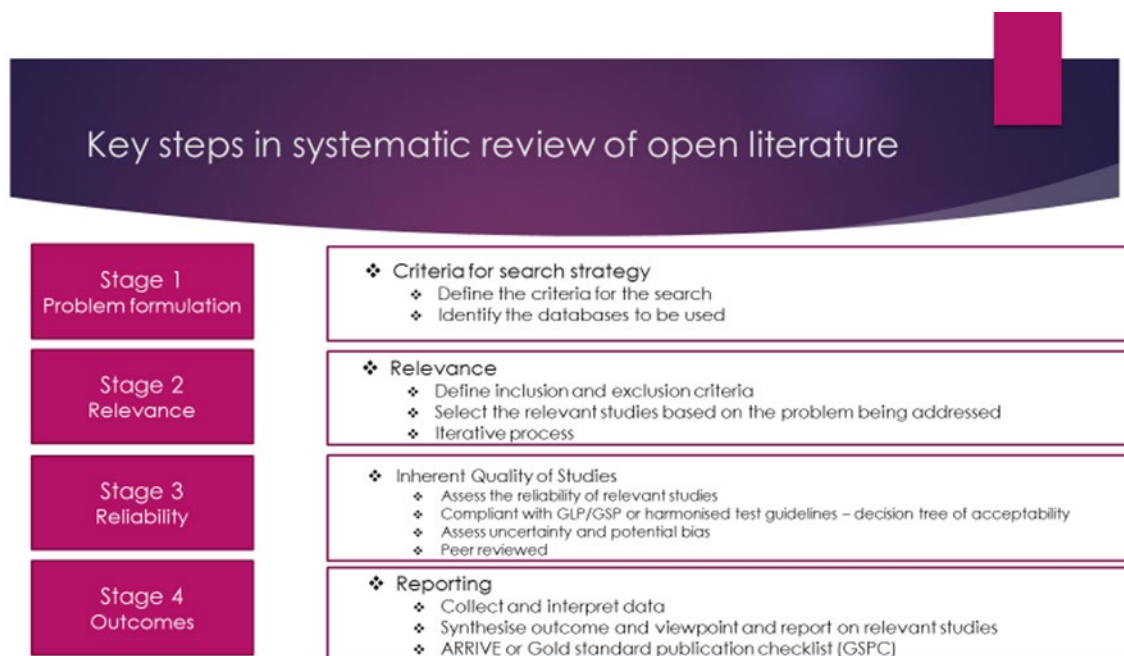 Key steps in systematic review of open literature
Stage 1
Problem formulation
❖ Criteria for search strategy
❖ Define the criteria for the search
❖ Identify the databases to be used
Stage 2
Relevance
❖ Relevance
❖ Define inclusion and exclusion criteria
❖ Select the relevant studies based on the problem being addressed
❖ Iterative process
Stage 3
Reliability
❖ Inherent Quality of Studies
❖ Assess the reliability of relevant studies
❖ Compliant with GLP/GSP or harmonised test guidelines – decision tree of acceptability
❖ Assess uncertainty and potential bias
❖ Peer reviewed
Stage 4
Outcomes
❖ Reporting
❖ Collect and interpret data
❖ Synthesise outcome and viewpoint and report on relevant studies
❖ ARRIVE or Gold standard publication checklist (GSPC)